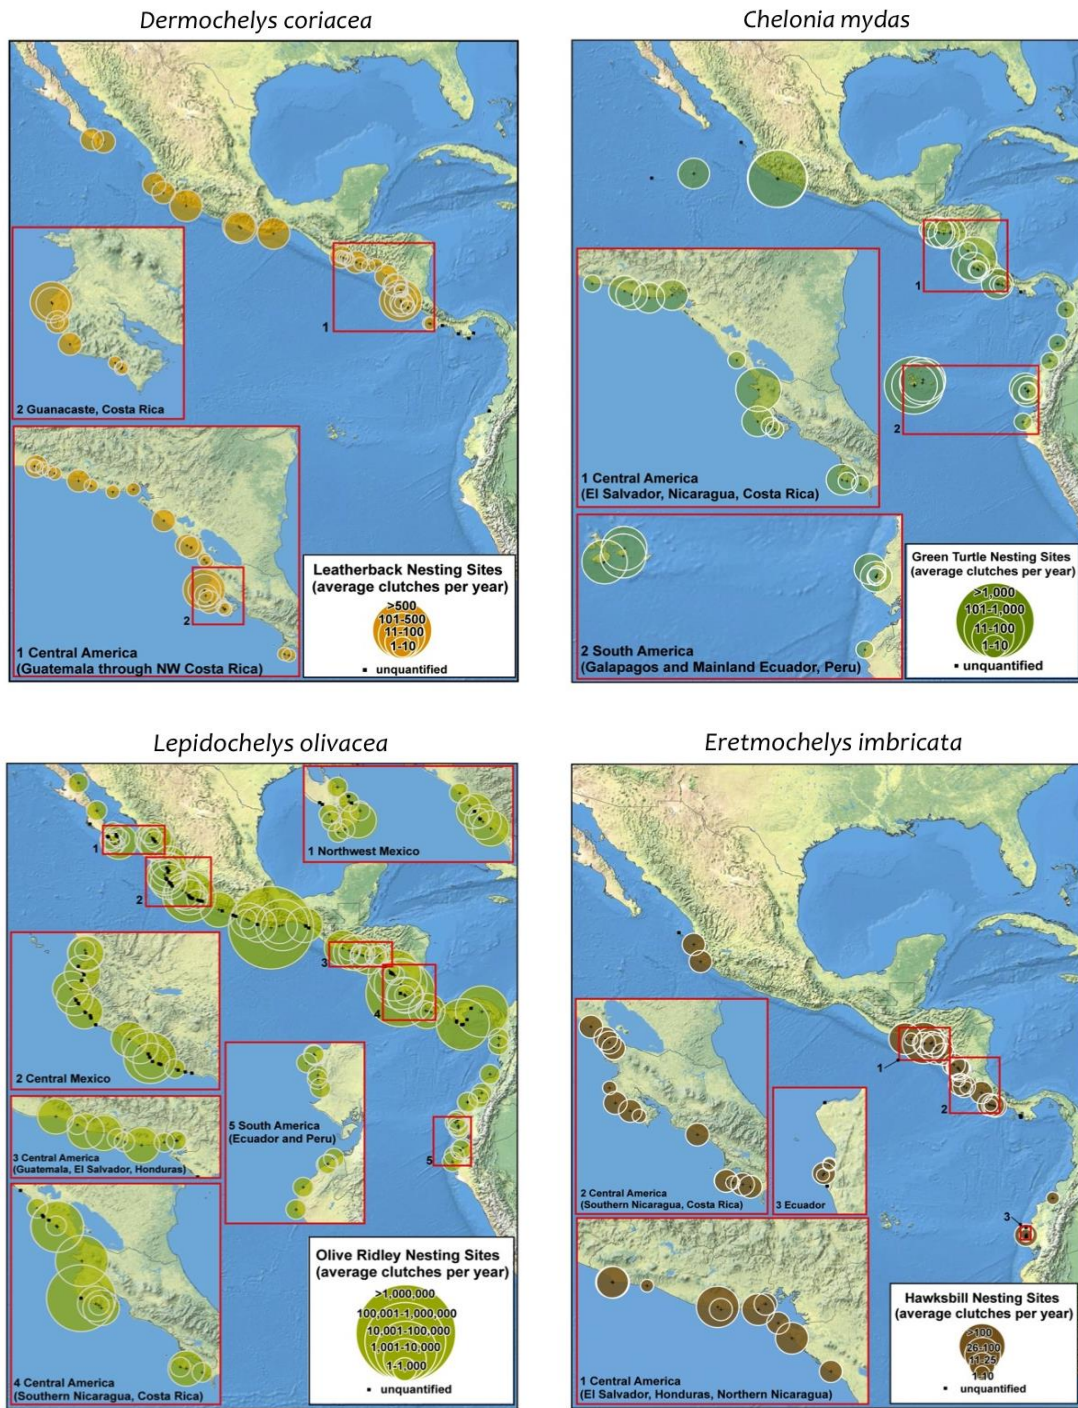 Dermochelys coriacea
1
2 Guanacaste, Costa Rica
2
1 Central America
(Guatemala through NW Costa Rica)
Leatherback Nesting Sites
(average clutches per year)
>500
101-500
11-100
1-10
unquantified
Chelonia mydas
1
2
1 Central America
(El Salvador, Nicaragua, Costa Rica)
2 South America
(Galapagos and Mainland Ecuador, Peru)
Green Turtle Nesting Sites
(average clutches per year)
>1,000
101-1,000
11-100
1-10
unquantified
Lepidochelys olivacea
1
1 Northwest Mexico
2
3
4
2 Central Mexico
5 South America
(Ecuador and Peru)
5
3 Central America
(Guatemala, El Salvador, Honduras)
4 Central America
(Southern Nicaragua, Costa Rica)
Olive Ridley Nesting Sites
(average clutches per year)
>1,000,000
100,001-1,000,000
10,001-100,000
1,001-10,000
1-1,000
unquantified
Eretmochelys imbricata
1
2
2 Central America
(Southern Nicaragua, Costa Rica)
3 Ecuador
3
1 Central America
(El Salvador, Honduras, Northern Nicaragua)
Hawksbill Nesting Sites
(average clutches per year)
>100
26-100
11-25
1-10
unquantified